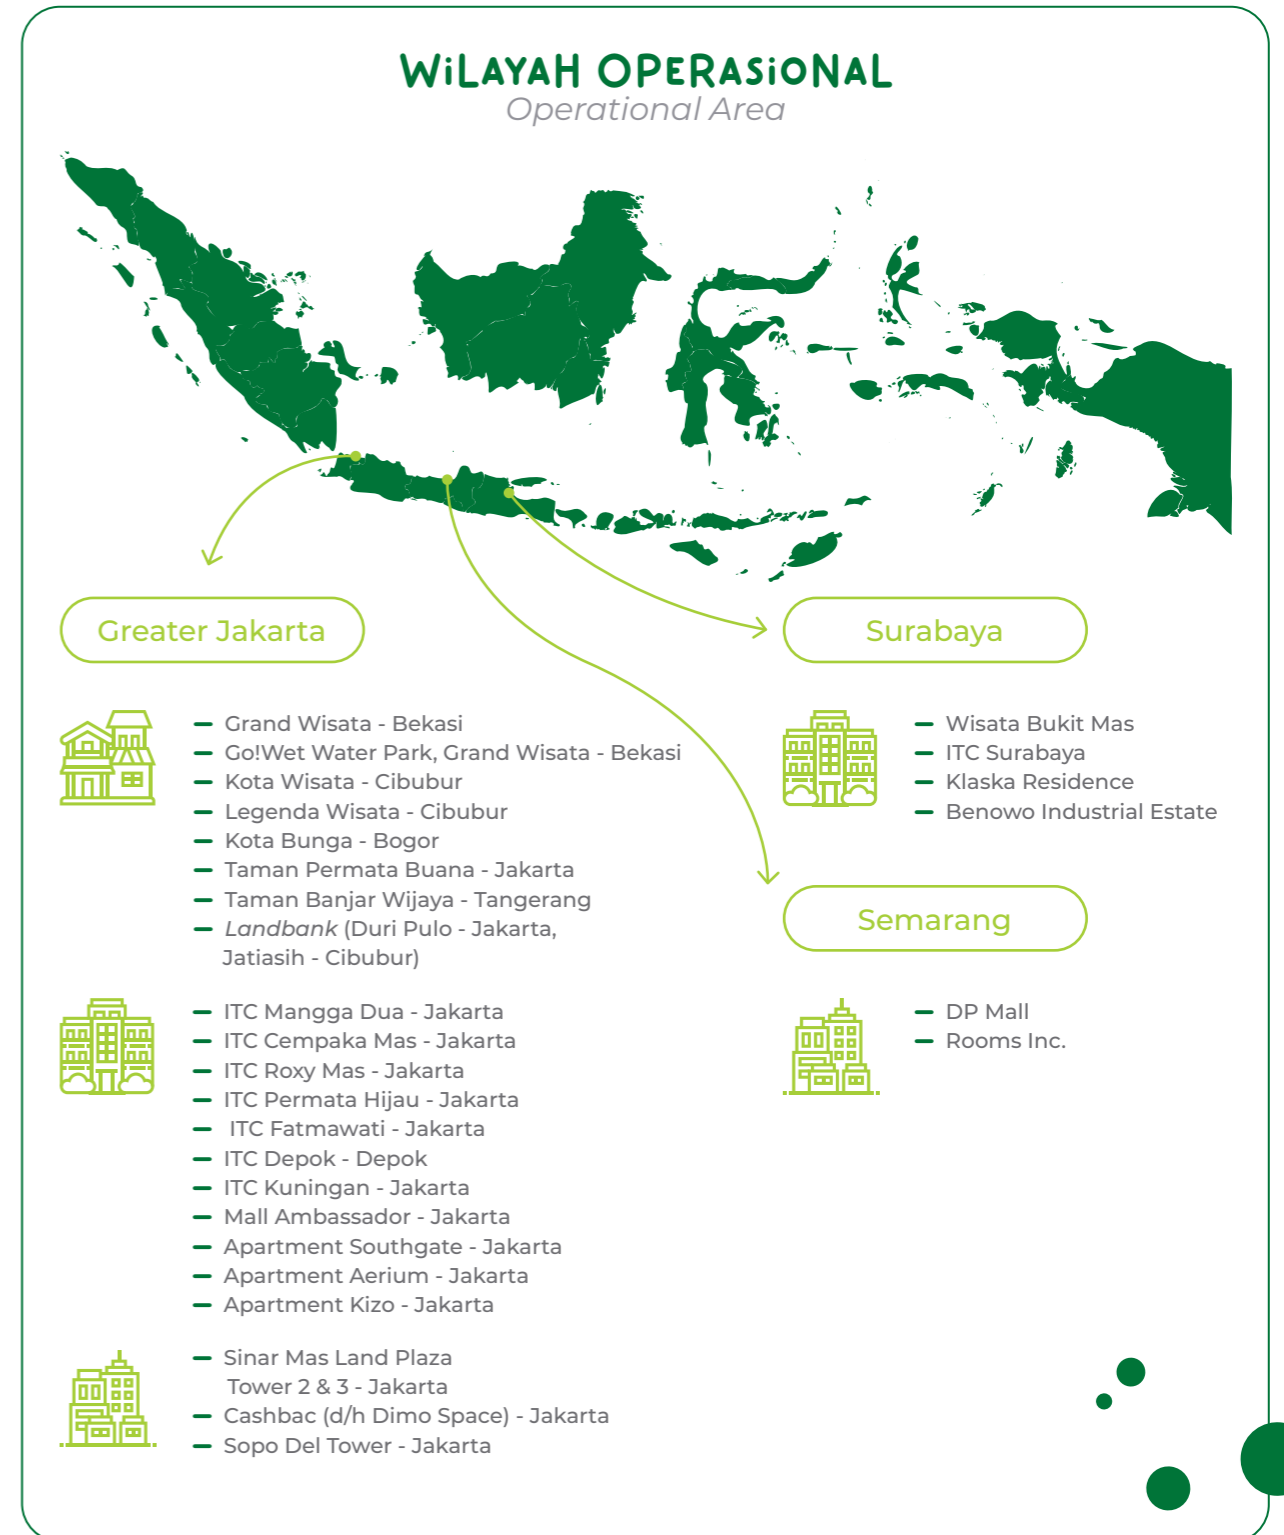 WiLAYAH OPERASiONAL
Operational Area
Greater Jakarta
– Grand Wisata - Bekasi
– Go!Wet Water Park, Grand Wisata - Bekasi
– Kota Wisata - Cibubur
– Legenda Wisata - Cibubur
– Kota Bunga - Bogor
– Taman Permata Buana - Jakarta
– Taman Banjar Wijaya - Tangerang
– Landbank (Duri Pulo - Jakarta,
Jatiasih - Cibubur)
– ITC Mangga Dua - Jakarta
– ITC Cempaka Mas - Jakarta
– ITC Roxy Mas - Jakarta
– ITC Permata Hijau - Jakarta
– ITC Fatmawati - Jakarta
– ITC Depok - Depok
– ITC Kuningan - Jakarta
– Mall Ambassador - Jakarta
– Apartment Southgate - Jakarta
– Apartment Aerium - Jakarta
– Apartment Kizo - Jakarta
– Sinar Mas Land Plaza
Tower 2 & 3 - Jakarta
– Cashbac (d/h Dimo Space) - Jakarta
– Sopo Del Tower - Jakarta
Surabaya
– Wisata Bukit Mas
– ITC Surabaya
– Klaska Residence
– Benowo Industrial Estate
Semarang
– DP Mall
– Rooms Inc.